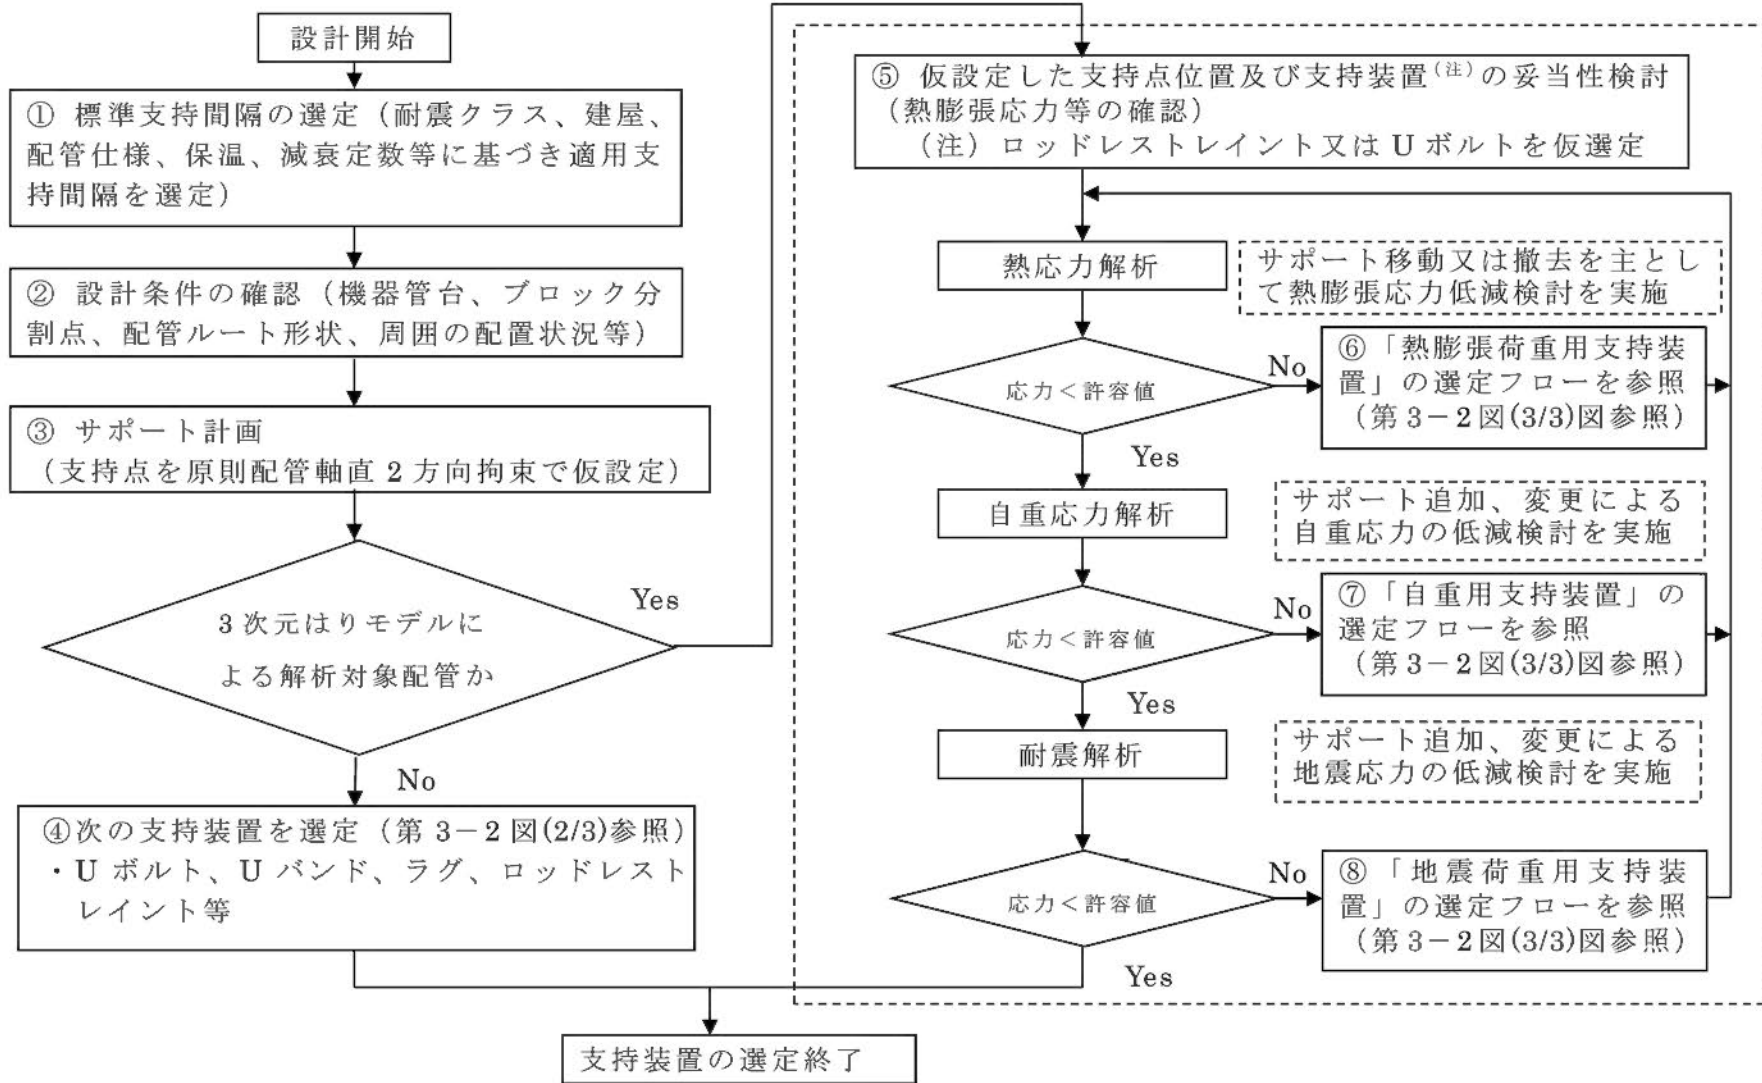 設計開始
① 標準支持間隔の選定（耐震クラス、建屋、
配管仕様、保温、減衰定数等に基づき適用支
持間隔を選定）
② 設計条件の確認（機器管台、ブロック分
割点、配管ルート形状、周囲の配置状況等）
③ サポート計画
（支持点を原則配管軸直 2 方向拘束で仮設定）
3 次元はりモデルに
よる解析対象配管か
Yes
No
④次の支持装置を選定（第 3－2 図(2/3)参照）
・U ボルト、U バンド、ラグ、ロッドレスト
レイント等
⑤ 仮設定した支持点位置及び支持装置（注）の妥当性検討
（熱膨張応力等の確認）
（注）ロッドレストレイント又は U ボルトを仮選定
熱応力解析
サポート移動又は撤去を主とし
て熱膨張応力低減検討を実施
応力＜許容値
No
⑥「熱膨張荷重用支持装
置」の選定フローを参照
（第 3－2 図(3/3)図参照）
Yes
自重応力解析
サポート追加、変更による
自重応力の低減検討を実施
応力＜許容値
No
⑦「自重用支持装置」の
選定フローを参照
（第 3－2 図(3/3)図参照）
Yes
耐震解析
サポート追加、変更による
地震応力の低減検討を実施
応力＜許容値
No
⑧「地震荷重用支持装
置」の選定フローを参照
（第 3－2 図(3/3)図参照）
Yes
支持装置の選定終了